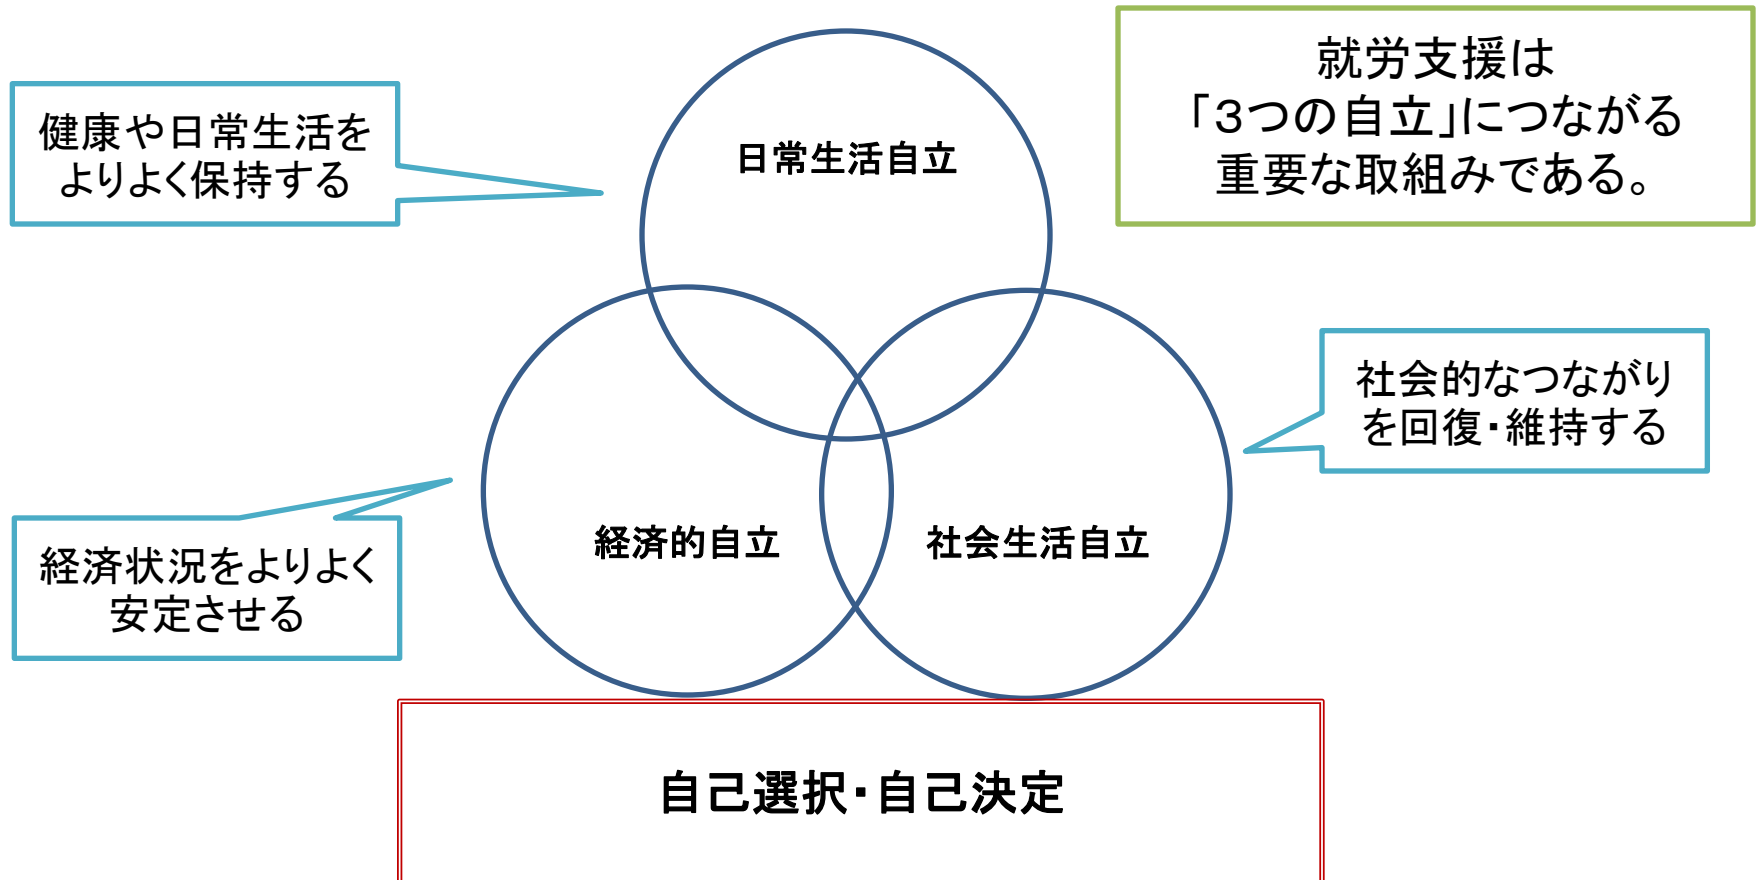 就労支援は
「３つの自立」につながる
重要な取組みである。
健康や日常生活を
よりよく保持する
日常生活自立
社会的なつながり
を回復・維持する
経済的自立
社会生活自立
経済状況をよりよく
安定させる
自己選択・自己決定